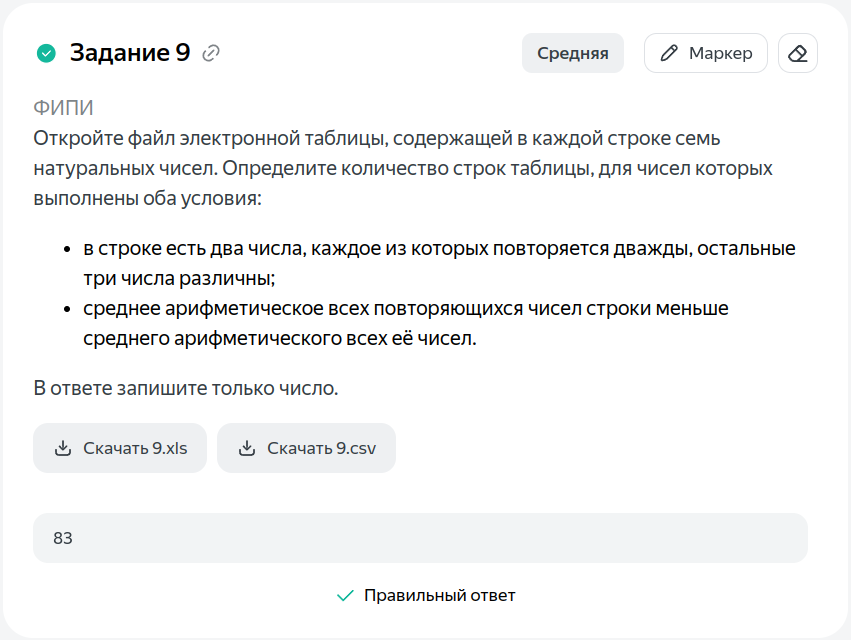 Задание 9
Средняя
Маркер
ФИПИ
Откройте файл электронной таблицы, содержащей в каждой строке семь
натуральных чисел. Определите количество строк таблицы, для чисел которых
выполнены оба условия:
• в строке есть два числа, каждое из которых повторяется дважды, остальные
три числа различны;
• среднее арифметическое всех повторяющихся чисел строки меньше
среднего арифметического всех её чисел.
В ответе запишите только число.
Скачать 9.xls
Скачать 9.csv
83
Правильный ответ